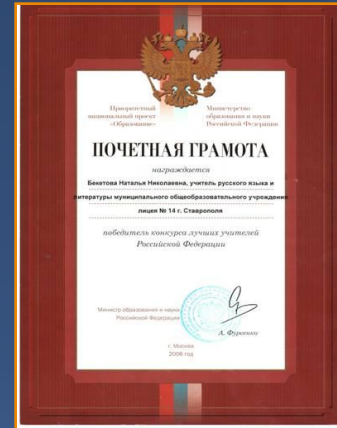 Приоритетный
национальный проект
«Образование»
Министерство
образования и науки
Российской Федерации
ПОЧЕТНАЯ ГРАМОТА
награждается
Бекетова Наталья Николаевна, учитель русского языка и
литературы муниципального общеобразовательного учреждения
лицея № 14 г. Ставрополя
победитель конкурса лучших учителей
Российской Федерации
Министр образования и науки
Российской Федерации
А. Фурсенко
г. Москва
2006 год